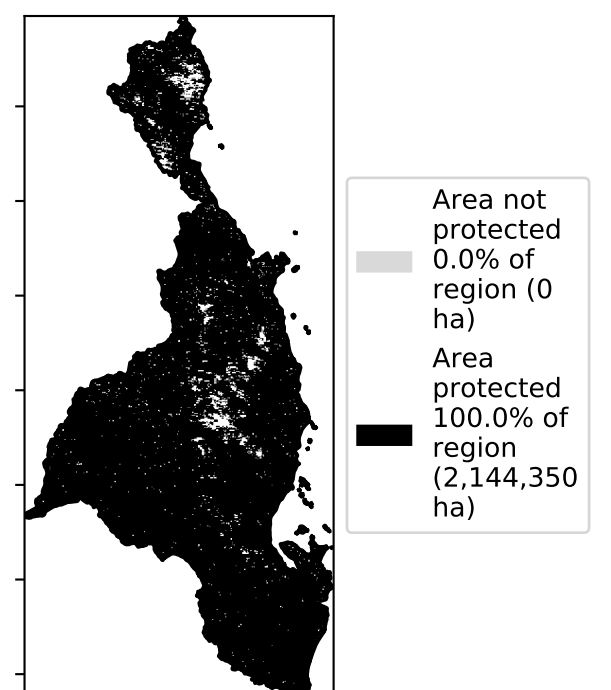 Area not
protected
0.0% of
region (0
ha)
Area
protected
100.0% of
region
(2,144,350
ha)